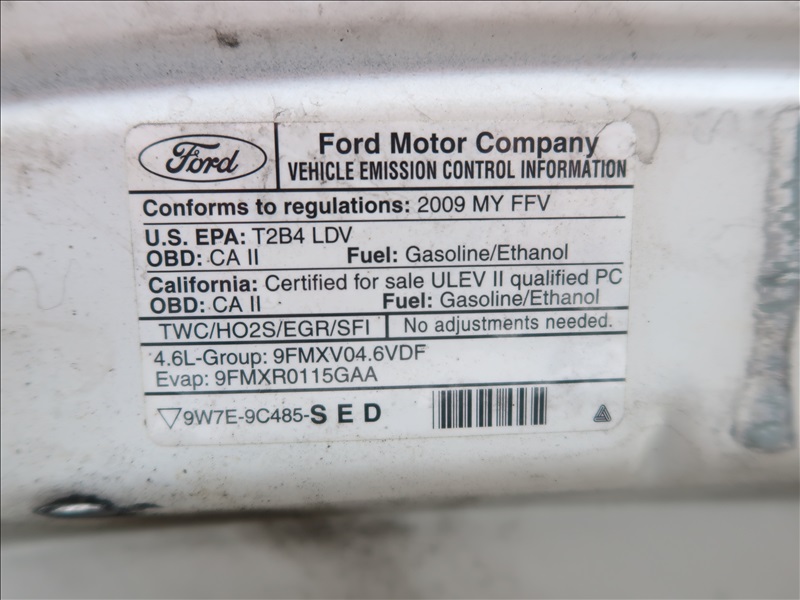 Ford
Ford Motor Company
VEHICLE EMISSION CONTROL INFORMATION
Conforms to regulations: 2009 MY FFV
U.S. EPA: T2B4 LDV
OBD: CA II Fuel: Gasoline/Ethanol
California: Certified for sale ULEV II qualified PC
OBD: CA II Fuel: Gasoline/Ethanol
TWC/HO2S/EGR/SFI No adjustments needed.
4.6L-Group: 9FMXV04.6VDF
Evap: 9FMXR0115GAA
9W7E-9C485-SED